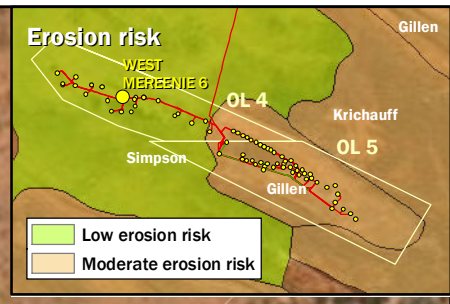 Gillen
Erosion risk
WEST
MEREENIE 6
OL 4
Krichauff
OL 5
Simpson
Gillen
Low erosion risk
Moderate erosion risk